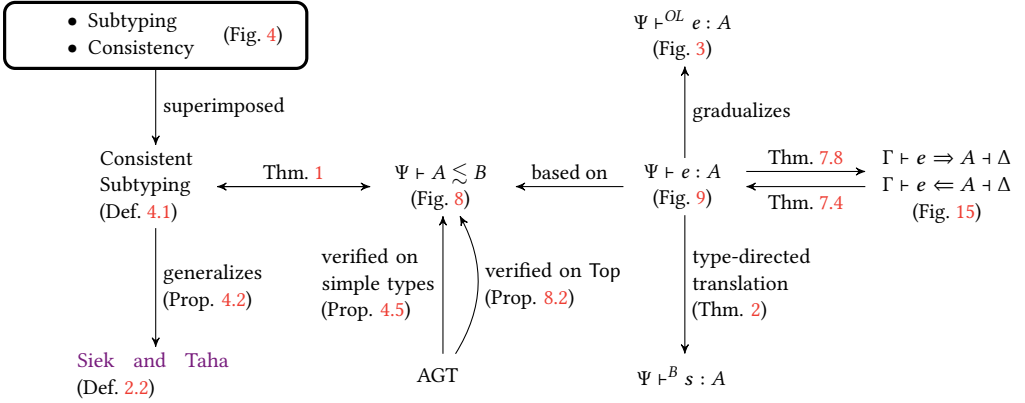 • Subtyping
• Consistency
(Fig. 4)
Ψ ⊢ᴼᴸ e : A
(Fig. 3)
superimposed
gradualizes
Consistent
Subtyping
(Def. 4.1)
Thm. 1
Ψ ⊢ A ≲ B
(Fig. 8)
based on
Ψ ⊢ e : A
(Fig. 9)
Thm. 7.8
Thm. 7.4
Γ ⊢ e ⇒ A ⊣ Δ
Γ ⊢ e ⇐ A ⊣ Δ
(Fig. 15)
generalizes
(Prop. 4.2)
verified on
simple types
(Prop. 4.5)
verified on Top
(Prop. 8.2)
type-directed
translation
(Thm. 2)
Siek and Taha
(Def. 2.2)
AGT
Ψ ⊢ᴮ s : A